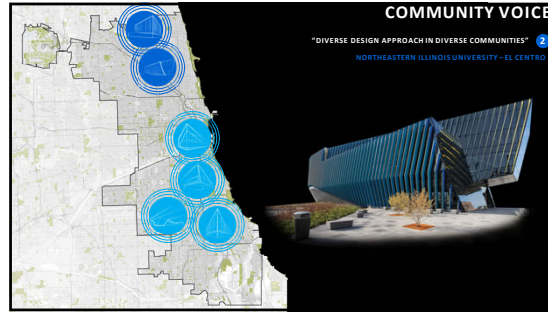 COMMUNITY VOICE
"DIVERSE DESIGN APPROACH IN DIVERSE COMMUNITIES" 2
NORTHEASTERN ILLINOIS UNIVERSITY – EL CENTRO